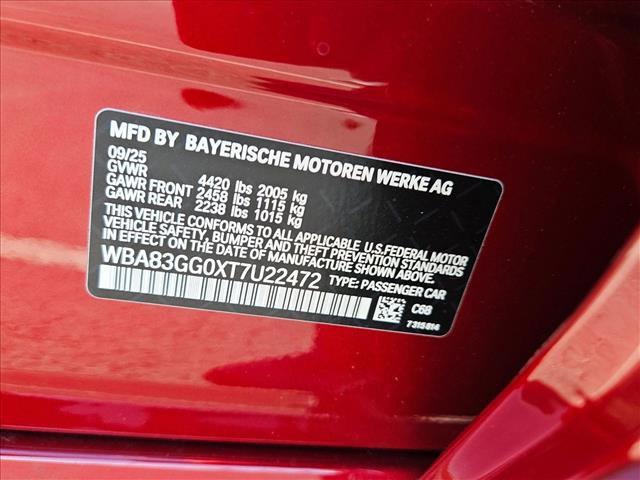 MFD BY BAYERISCHE MOTOREN WERKE AG
09/25
GVWR 4420 lbs 2005 kg
GAWR FRONT 2458 lbs 1115 kg
GAWR REAR 2238 lbs 1015 kg
THIS VEHICLE CONFORMS TO ALL APPLICABLE U.S.FEDERAL MOTOR
VEHICLE SAFETY, BUMPER AND THEFT STANDARDS IN EFFECT ON THE
DATE OF MANUFACTURE SHOWN ABOVE.
WBA83GG0XT7U22472 TYPE: PASSENGER CAR
C68
7315614